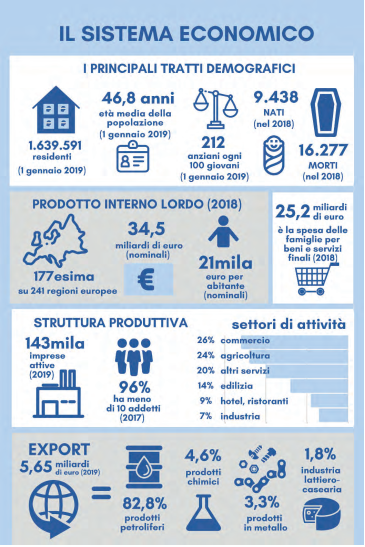 IL SISTEMA ECONOMICO
I PRINCIPALI TRATTI DEMOGRAFICI
1.639.591
residenti
(1 gennaio 2019)
46,8 anni
età media della
popolazione
(1 gennaio 2019)
212
anziani ogni
100 giovani
(1 gennaio 2019)
9.438
NATI
(nel 2018)
16.277
MORTI
(nel 2018)
PRODOTTO INTERNO LORDO (2018)
177esima
su 241 regioni europee
34,5
miliardi di euro
(nominali)
€
21mila
euro per
abitante
(nominali)
25,2 miliardi
di euro
è la spesa delle
famiglie per
beni e servizi
finali (2018)
STRUTTURA PRODUTTIVA
143mila
imprese
attive
(2019)
96%
ha meno
di 10 addetti
(2017)
settori di attività
26% commercio
24% agricoltura
20% altri servizi
14% edilizia
9% hotel, ristoranti
7% industria
EXPORT
5,65 miliardi
di euro (2019)
=
82,8%
prodotti
petroliferi
4,6%
prodotti
chimici
3,3%
prodotti
in metallo
1,8%
industria
lattiero-
casearia